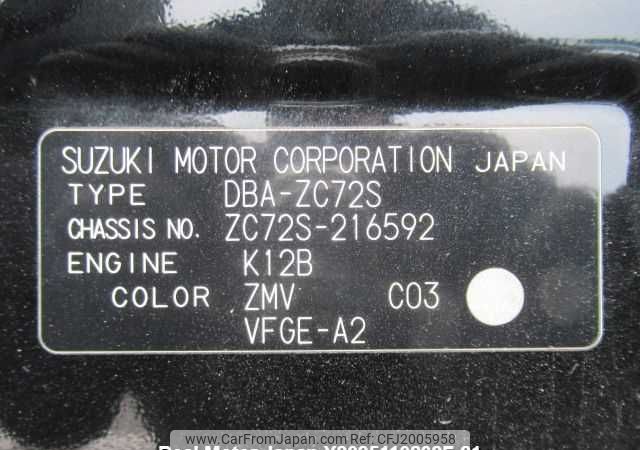 SUZUKI MOTOR CORPORATION JAPAN
TYPE DBA-ZC72S
CHASSIS NO. ZC72S-216592
ENGINE K12B
COLOR ZMV C03
VFGE-A2
www.CarFromJapan.com CFJ2005958